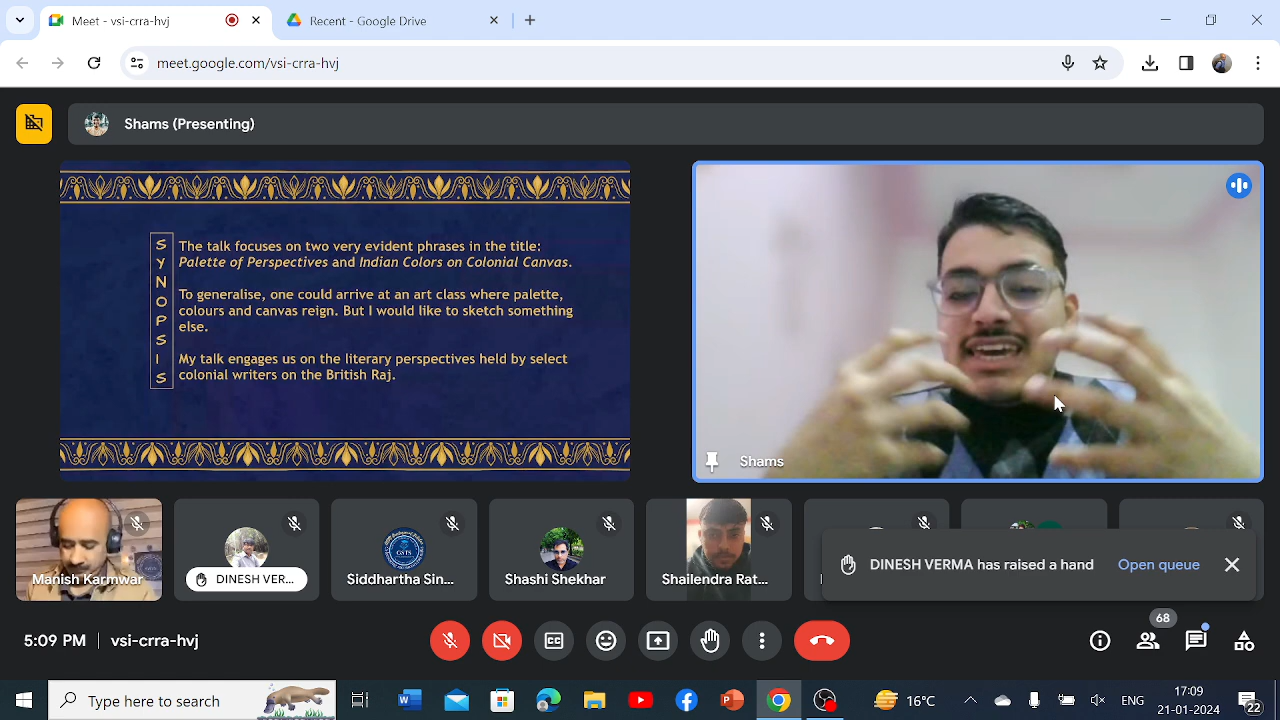 Meet - vsi-crra-hvj
Recent - Google Drive
meet.google.com/vsi-crra-hvj
Shams (Presenting)
SYNOPSIS
The talk focuses on two very evident phrases in the title:
Palette of Perspectives and Indian Colors on Colonial Canvas.
To generalise, one could arrive at an art class where palette,
colours and canvas reign. But I would like to sketch something
else.
My talk engages us on the literary perspectives held by select
colonial writers on the British Raj.
Shams
Manish Karmwar
DINESH VER...
Siddhartha Sin...
GSTS
Shashi Shekhar
Shailendra Rat...
DINESH VERMA has raised a hand
Open queue
5:09 PM
vsi-crra-hvj
68
Type here to search
16°C
ENG
17:09
21-01-2024
22